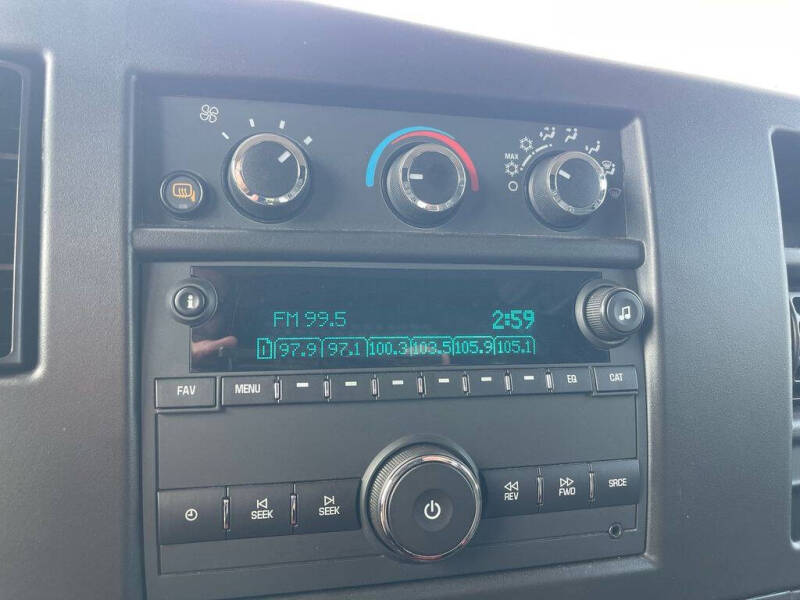 MAX
FM 99.5 2:59
1 97.9 97.1 100.3 103.5 105.9 105.1
FAV MENU EQ CAT
SEEK SEEK REV FWD SRCE